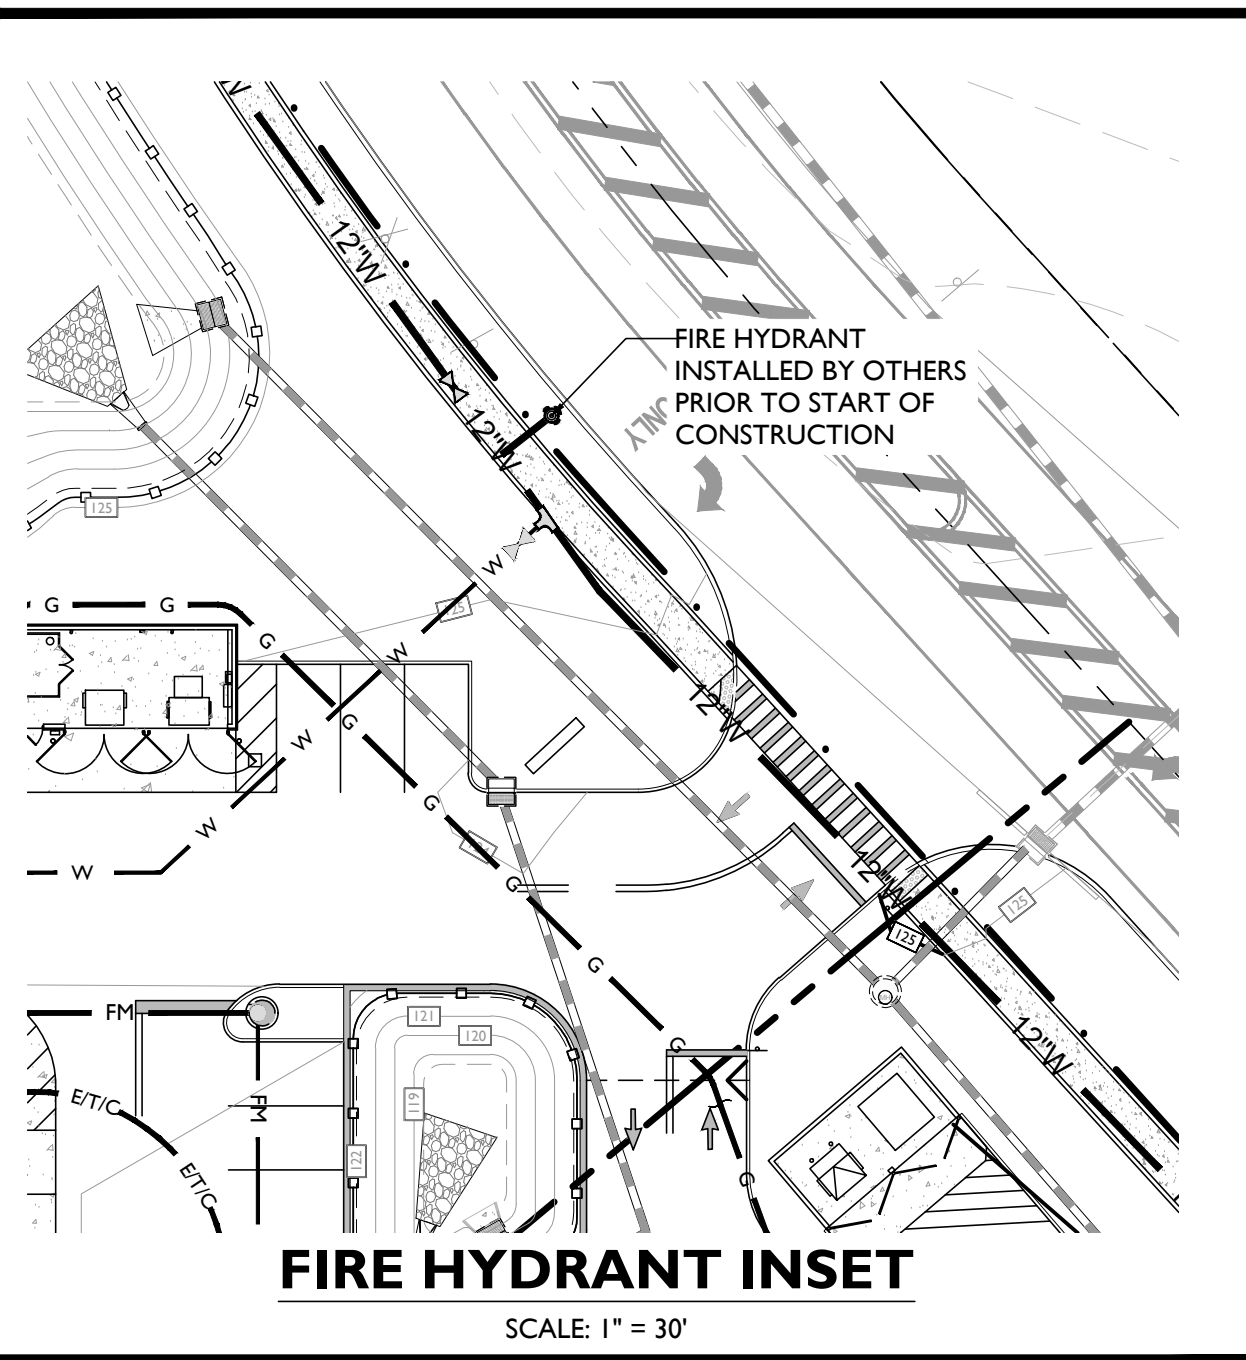 12"W
FIRE HYDRANT
INSTALLED BY OTHERS
PRIOR TO START OF
CONSTRUCTION
12"W
125
W
G
G
125
G
W
12"W
G
W
G
W
W
12"W
G
125
125
G
FM
121
120
G
12"W
E/T/C
FM
119
122
E/T/C
G
FIRE HYDRANT INSET
SCALE: 1" = 30'